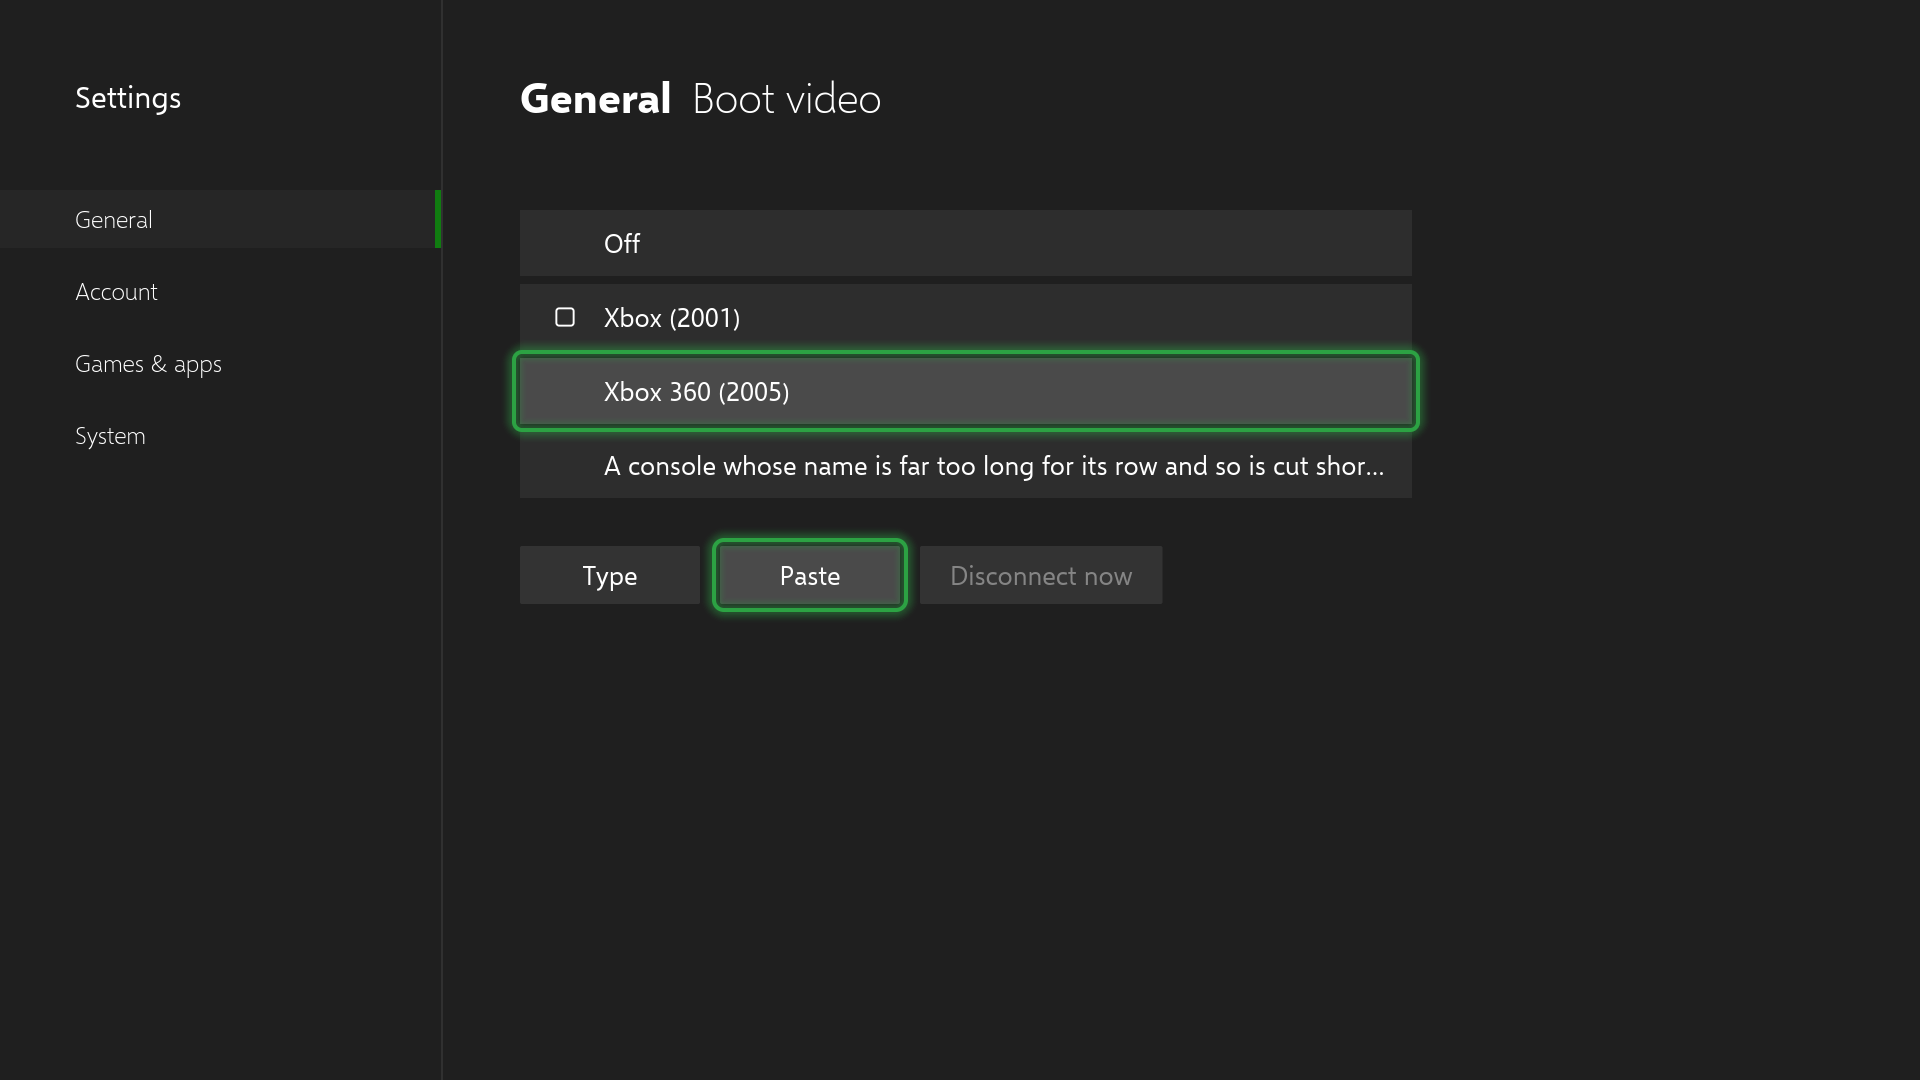 Settings
General Boot video
General
Account
Games & apps
System
Off
Xbox (2001)
Xbox 360 (2005)
A console whose name is far too long for its row and so is cut shor...
Type
Paste
Disconnect now